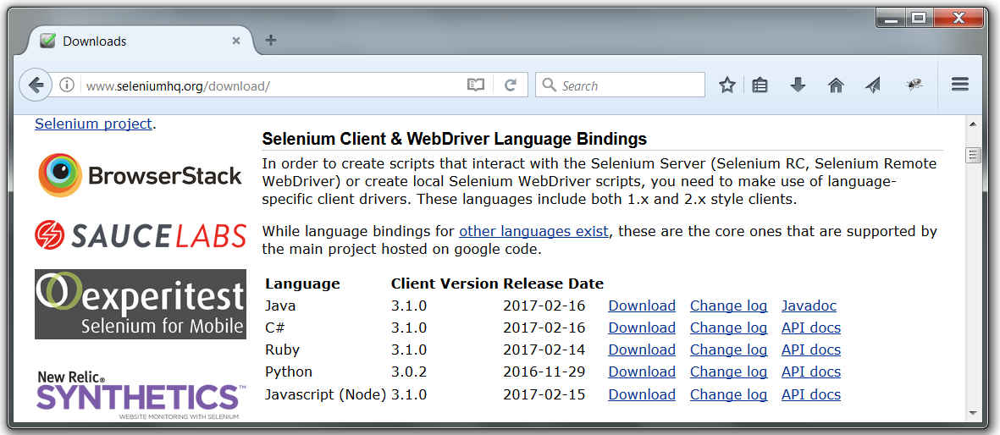 Downloads
www.seleniumhq.org/download/
Search
Selenium project.
BrowserStack
SAUCELABS
experitest
Selenium for Mobile
New Relic®
SYNTHETICS™
WEBSITE MONITORING WITH SELENIUM
Selenium Client & WebDriver Language Bindings
In order to create scripts that interact with the Selenium Server (Selenium RC, Selenium Remote
WebDriver) or create local Selenium WebDriver scripts, you need to make use of language-
specific client drivers. These languages include both 1.x and 2.x style clients.
While language bindings for other languages exist, these are the core ones that are supported by
the main project hosted on google code.
Language Client Version Release Date
Java 3.1.0 2017-02-16 Download Change log Javadoc
C# 3.1.0 2017-02-16 Download Change log API docs
Ruby 3.1.0 2017-02-14 Download Change log API docs
Python 3.0.2 2016-11-29 Download Change log API docs
Javascript (Node) 3.1.0 2017-02-15 Download Change log API docs